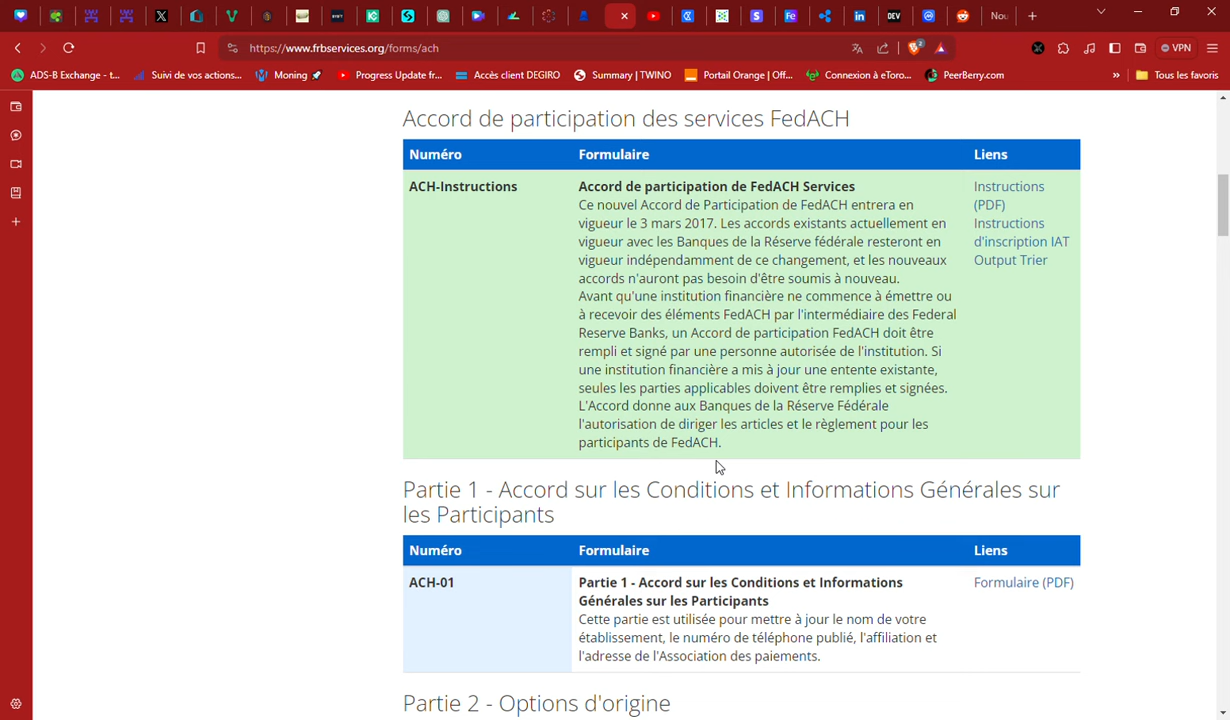 Nou
https://www.frbservices.org/forms/ach
VPN
ADS-B Exchange - t...
Suivi de vos actions...
Moning 🚀
Progress Update fr...
Accès client DEGIRO
Summary | TWINO
Portail Orange | Off...
Connexion à eToro...
PeerBerry.com
»
Tous les favoris
Accord de participation des services FedACH
Numéro Formulaire Liens
ACH-Instructions
Accord de participation de FedACH Services
Ce nouvel Accord de Participation de FedACH entrera en
vigueur le 3 mars 2017. Les accords existants actuellement en
vigueur avec les Banques de la Réserve fédérale resteront en
vigueur indépendamment de ce changement, et les nouveaux
accords n'auront pas besoin d'être soumis à nouveau.
Avant qu'une institution financière ne commence à émettre ou
à recevoir des éléments FedACH par l'intermédiaire des Federal
Reserve Banks, un Accord de participation FedACH doit être
rempli et signé par une personne autorisée de l'institution. Si
une institution financière a mis à jour une entente existante,
seules les parties applicables doivent être remplies et signées.
L'Accord donne aux Banques de la Réserve Fédérale
l'autorisation de diriger les articles et le règlement pour les
participants de FedACH.
Instructions
(PDF)
Instructions
d'inscription IAT
Output Trier
Partie 1 - Accord sur les Conditions et Informations Générales sur
les Participants
Numéro Formulaire Liens
ACH-01
Partie 1 - Accord sur les Conditions et Informations
Générales sur les Participants
Cette partie est utilisée pour mettre à jour le nom de votre
établissement, le numéro de téléphone publié, l'affiliation et
l'adresse de l'Association des paiements.
Formulaire (PDF)
Partie 2 - Options d'origine